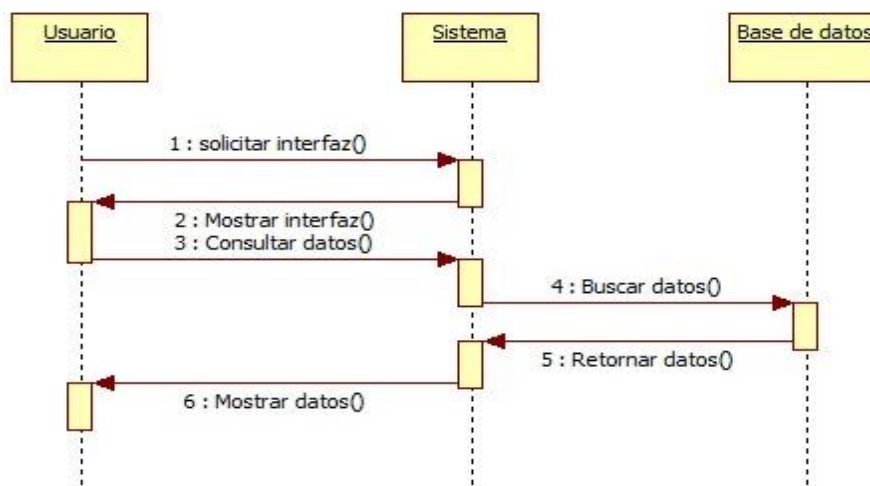 Usuario
Sistema
Base de datos
1 : solicitar interfaz()
2 : Mostrar interfaz()
3 : Consultar datos()
4 : Buscar datos()
5 : Retornar datos()
6 : Mostrar datos()